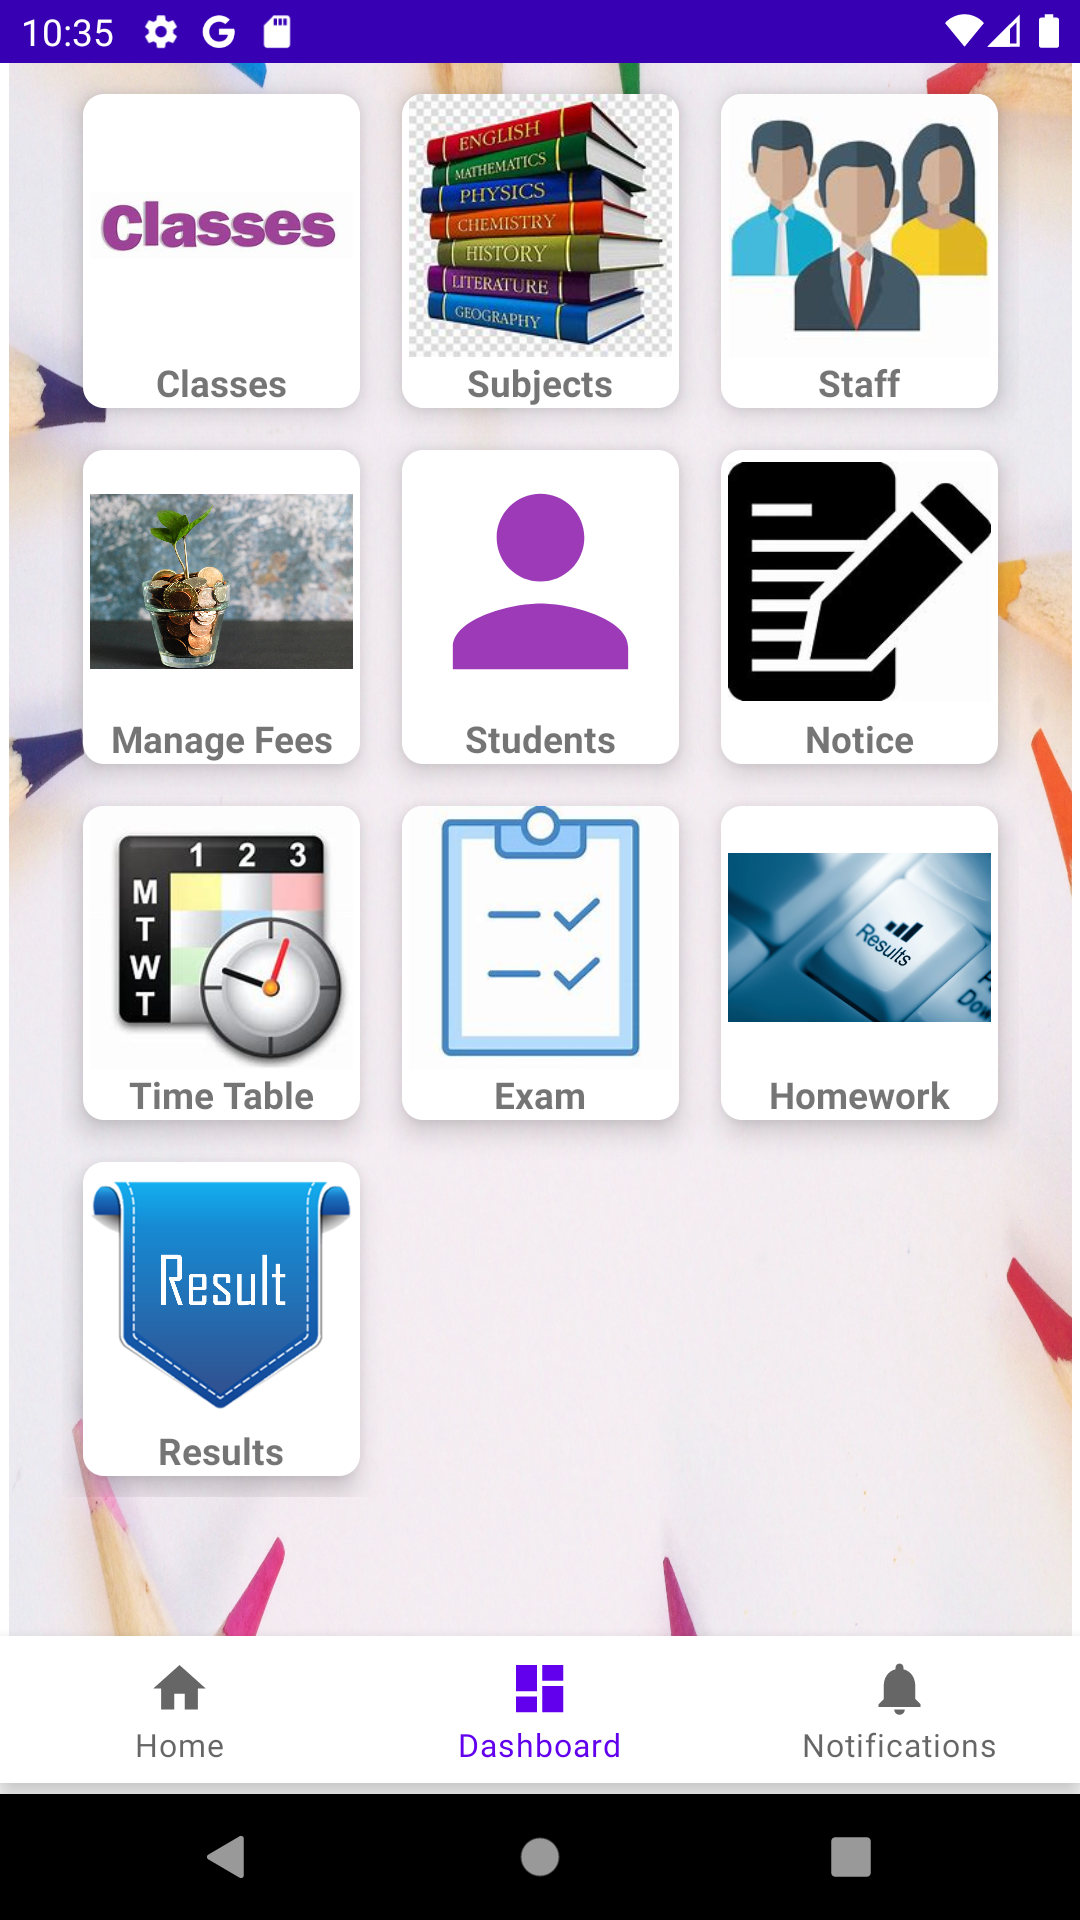 10:35
Classes
Classes
ENGLISH
MATHEMATICS
PHYSICS
CHEMISTRY
HISTORY
LITERATURE
GEOGRAPHY
Subjects
Staff
Manage Fees
Students
Notice
1 2 3
M
T
W
T
Time Table
Exam
Results
Homework
Result
Results
Home
Dashboard
Notifications